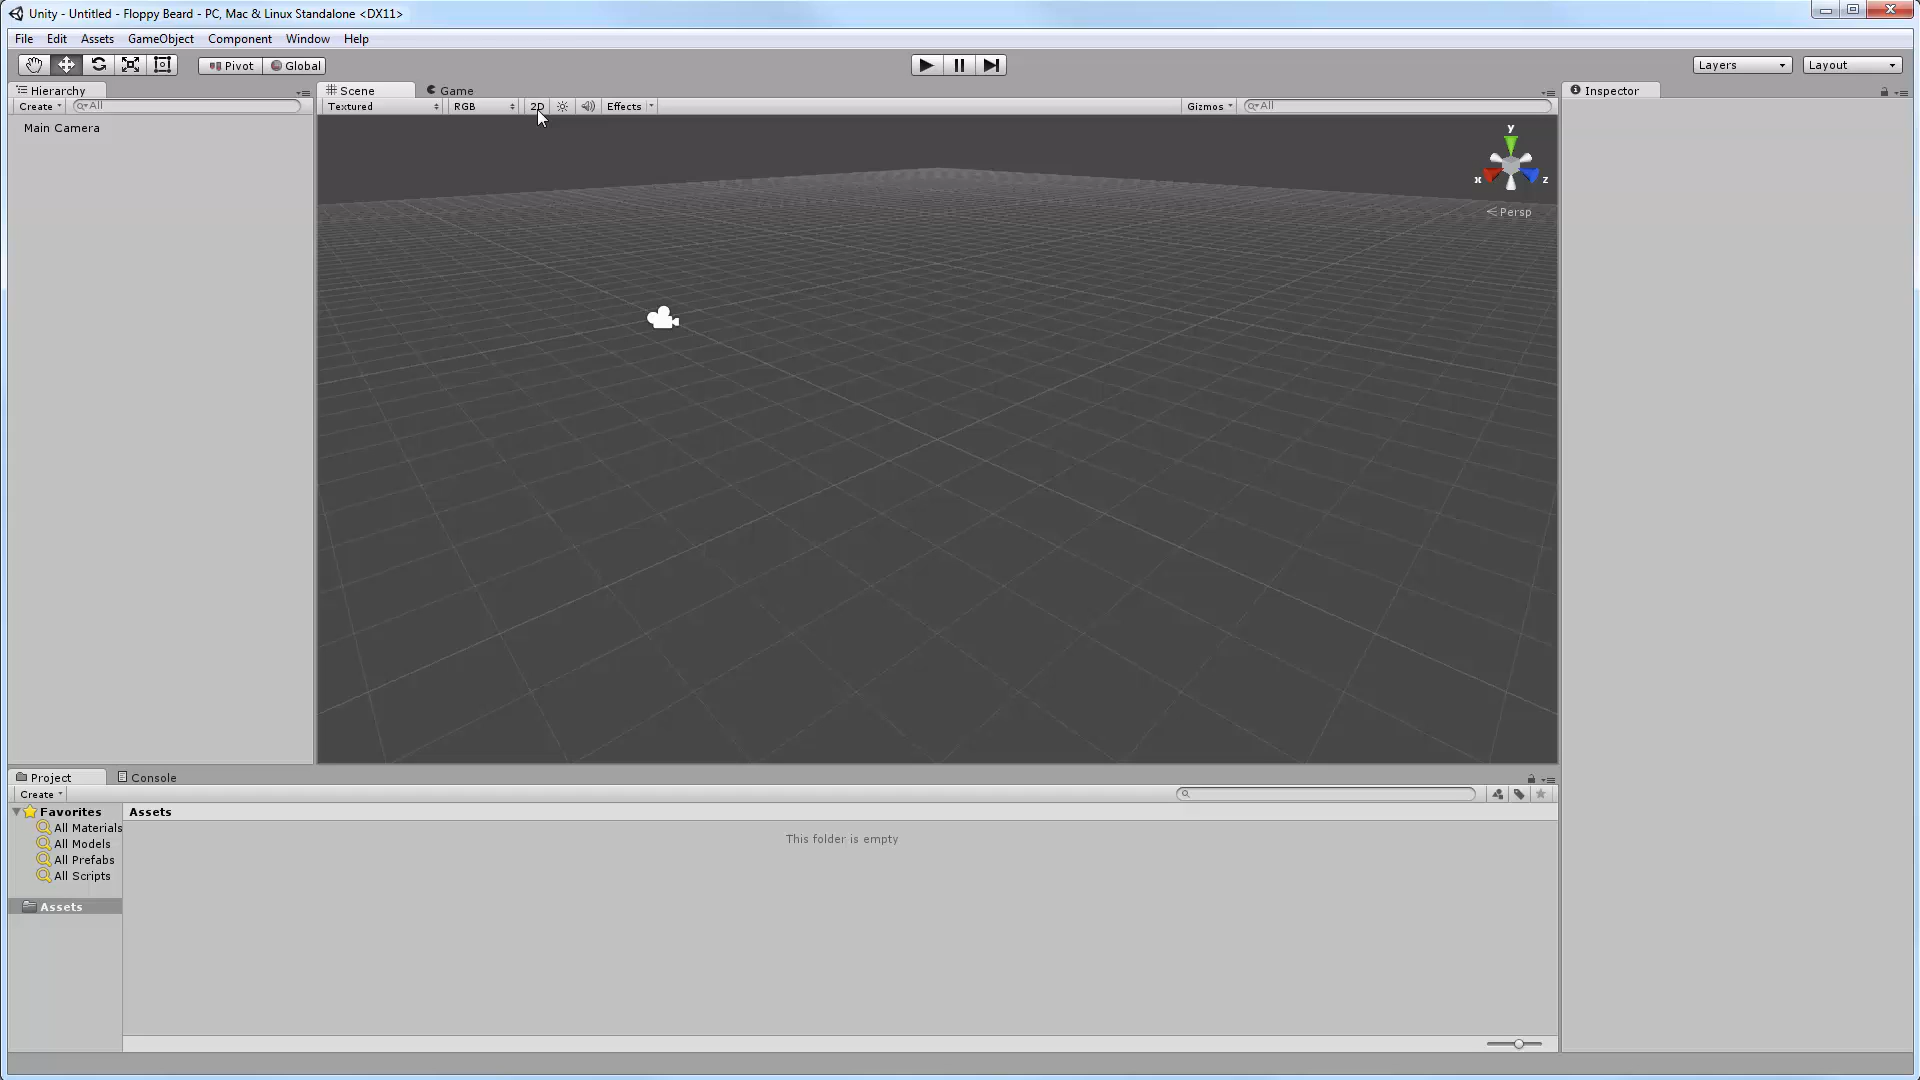 Unity - Untitled - Floppy Beard - PC, Mac & Linux Standalone <DX11>
File Edit Assets GameObject Component Window Help
Pivot Global Layers Layout
Hierarchy Scene Game Inspector
Create All Textured RGB 2D Effects Gizmos All
Main Camera
y
x z
Persp
Project Console
Create
Favorites Assets
All Materials This folder is empty
All Models
All Prefabs
All Scripts
Assets